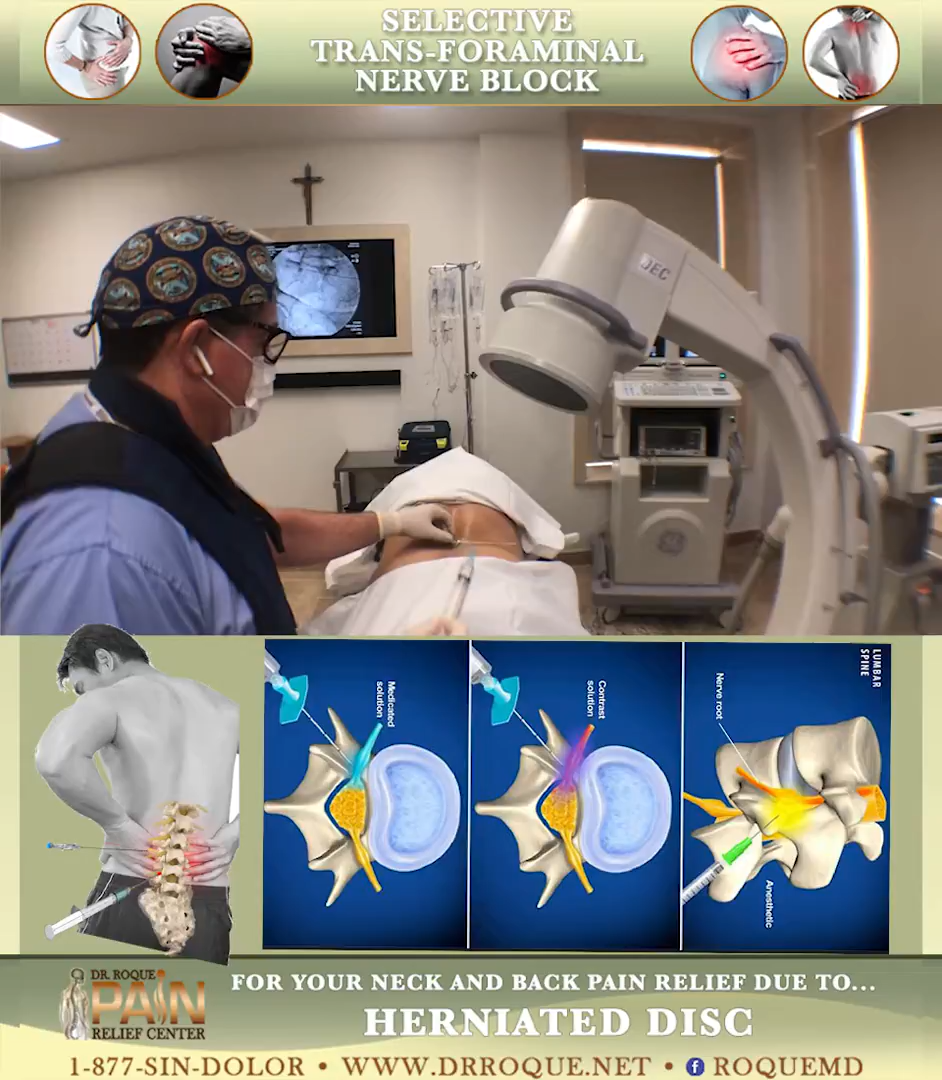 SELECTIVE
TRANS-FORAMINAL
NERVE BLOCK
OEC
GE
Medicated
solution
Contrast
solution
Nerve root
LUMBAR
SPINE
Anesthetic
DR. ROQUE
PAIN
RELIEF CENTER
FOR YOUR NECK AND BACK PAIN RELIEF DUE TO...
HERNIATED DISC
1-877-SIN-DOLOR • WWW.DRROQUE.NET • f ROQUEMD